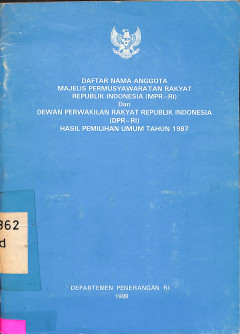 DAFTAR NAMA ANGGOTA
MAJELIS PERMUSYAWARATAN RAKYAT
REPUBLIK INDONESIA (MPR–RI)
Dan
DEWAN PERWAKILAN RAKYAT REPUBLIK INDONESIA
(DPR–RI)
HASIL PEMILIHAN UMUM TAHUN 1987
862
d
DEPARTEMEN PENERANGAN RI
1988